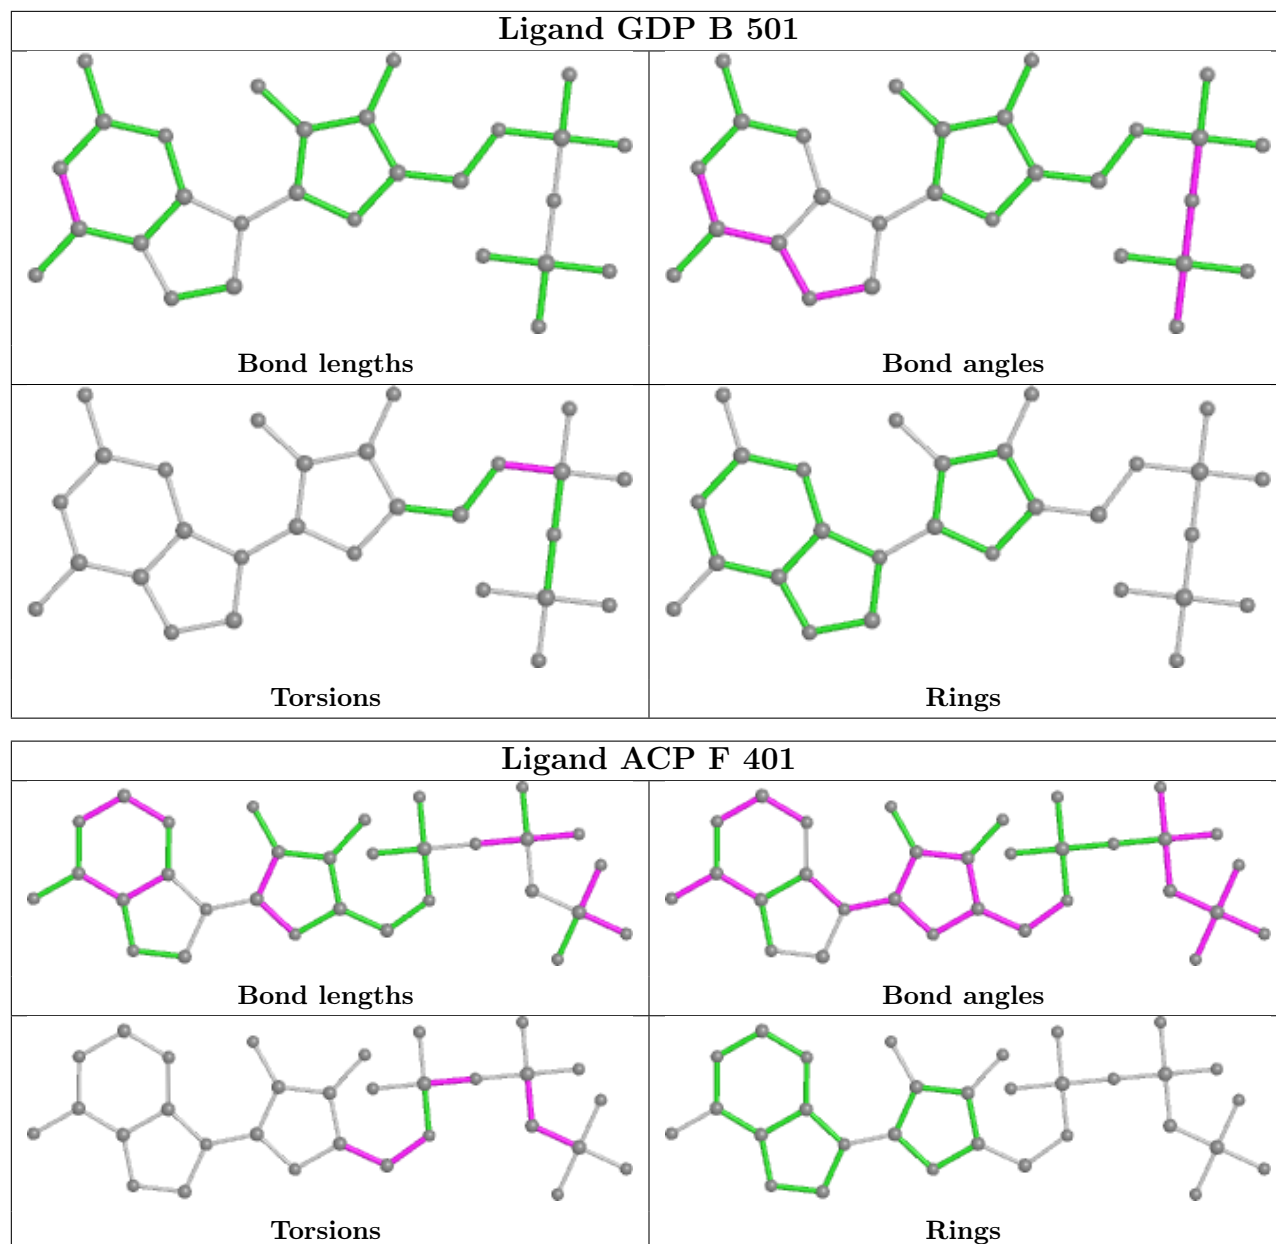 Ligand GDP B 501
Bond lengths
Bond angles
Torsions
Rings
Ligand ACP F 401
Bond lengths
Bond angles
Torsions
Rings